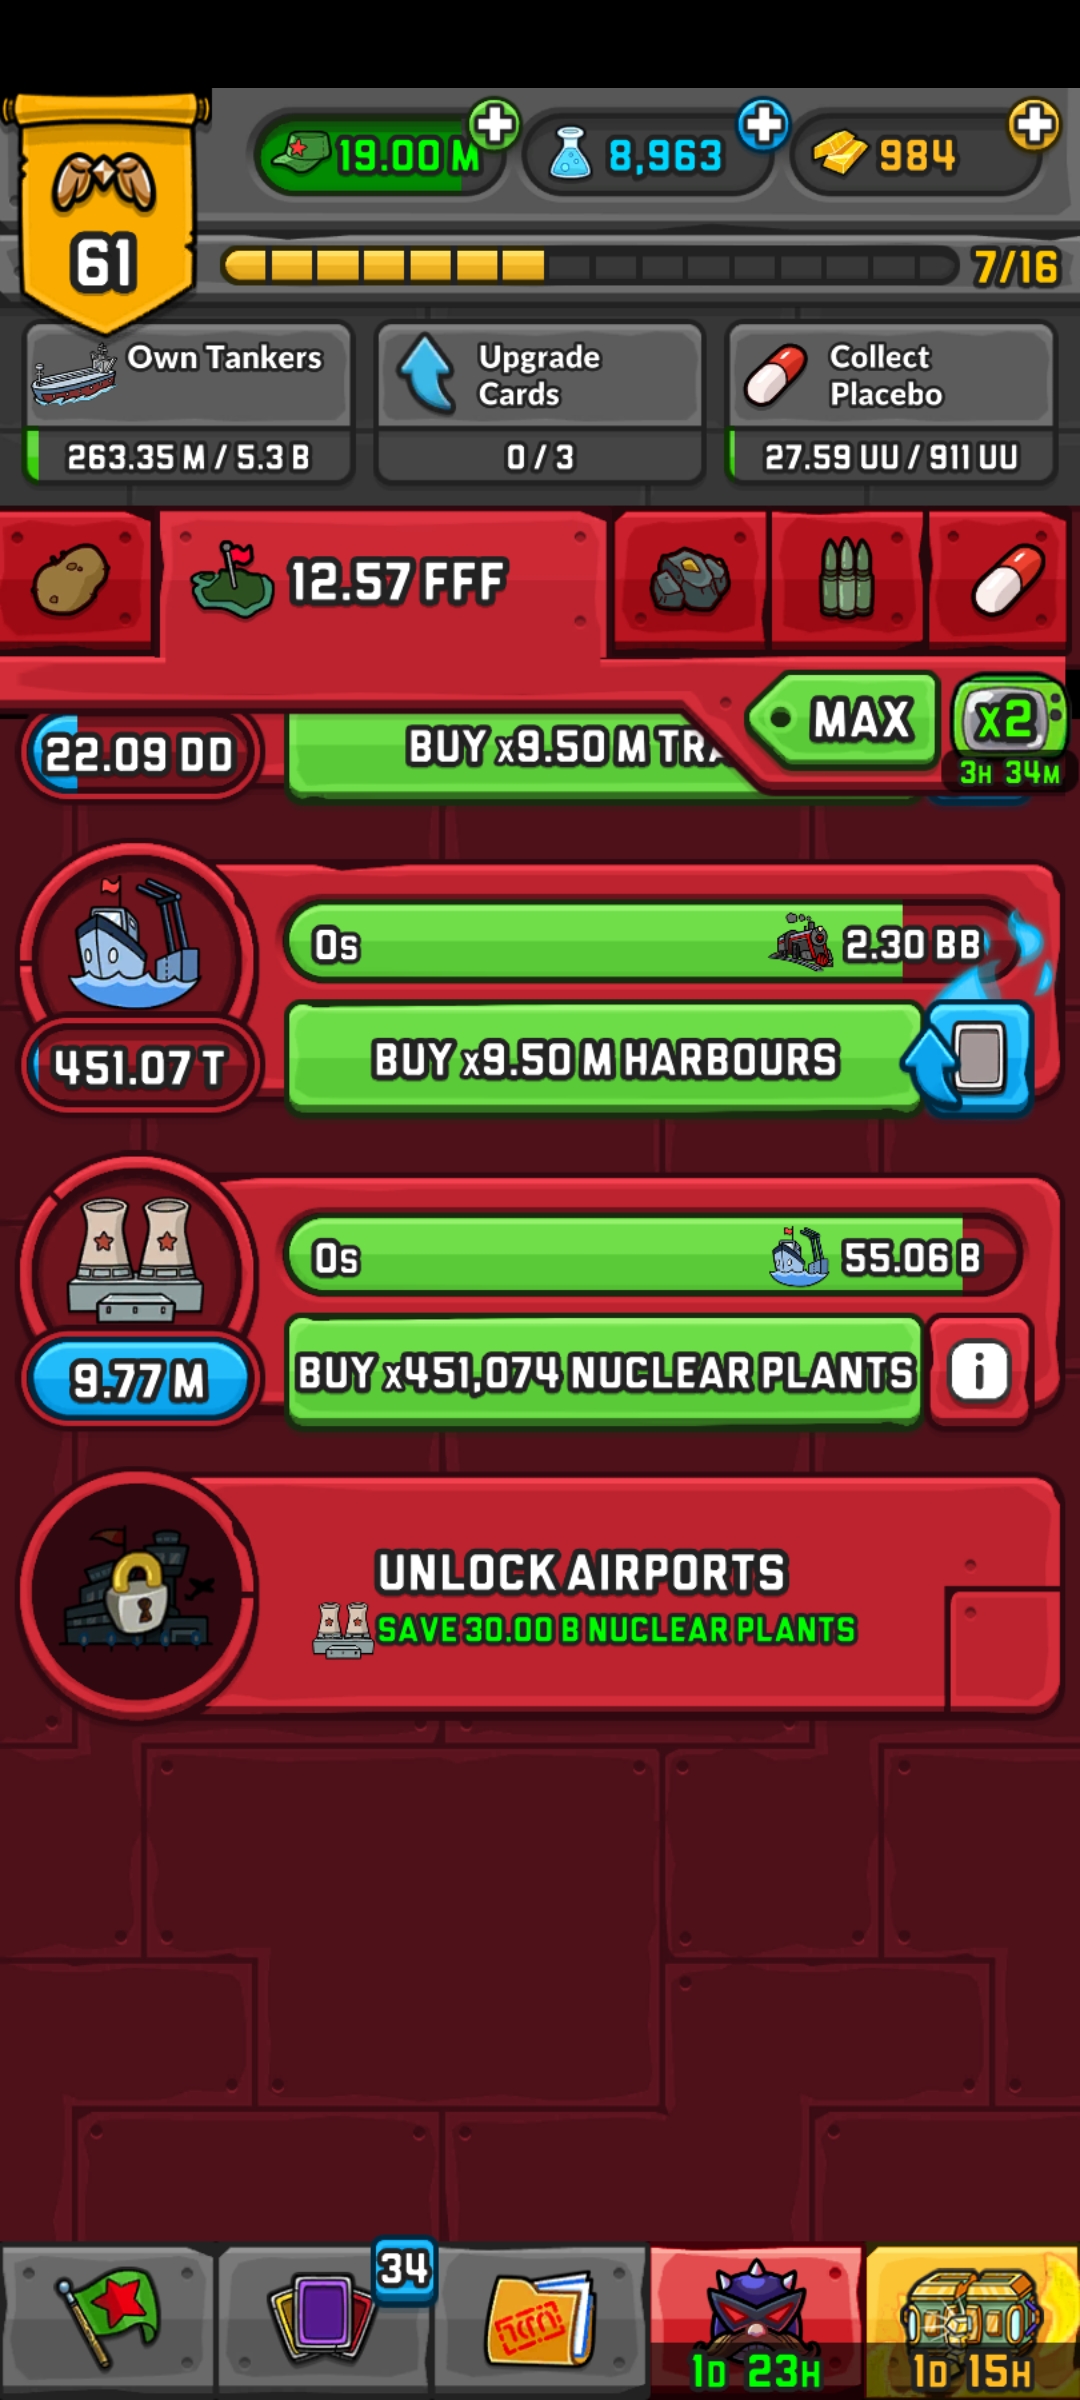 19.00 M
8,963
984
61
7/16
Own Tankers
263.35 M / 5.3 B
Upgrade
Cards
0 / 3
Collect
Placebo
27.59 UU / 911 UU
12.57 FFF
MAX
x2
3H 34M
22.09 DD
BUY x9.50 M TRA
0s
2.30 BB
451.07 T
BUY x9.50 M HARBOURS
0s
55.06 B
9.77 M
BUY x451,074 NUCLEAR PLANTS
i
UNLOCK AIRPORTS
SAVE 30.00 B NUCLEAR PLANTS
34
1D 23H
1D 15H